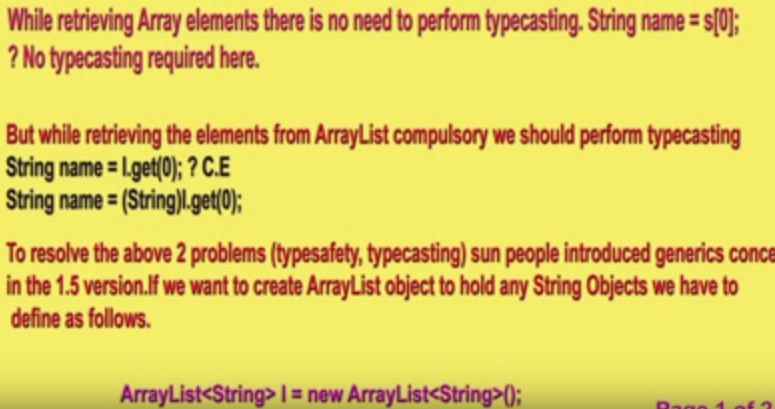 While retrieving Array elements there is no need to perform typecasting. String name = s[0];
? No typecasting required here.
But while retrieving the elements from ArrayList compulsory we should perform typecasting
String name = l.get(0); ? C.E
String name = (String)l.get(0);
To resolve the above 2 problems (typesafety, typecasting) sun people introduced generics conce
in the 1.5 version.If we want to create ArrayList object to hold any String Objects we have to
define as follows.
ArrayList<String> l = new ArrayList<String>();
Page 1 of 2